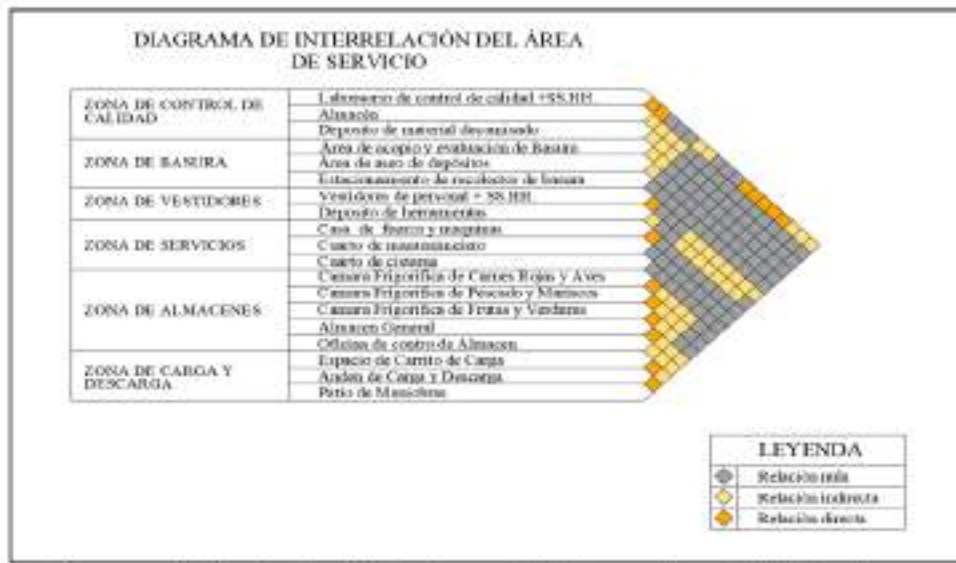 DIAGRAMA DE INTERRELACIÓN DEL ÁREA
DE SERVICIO
ZONA DE CONTROL DE
CALIDAD
Laboratorio de control de calidad +SS.HH
Almacén
Deposito de material decomisado
ZONA DE BASURA
Área de acopio y evaluación de Basura
Área de aseo de depósitos
Estacionamiento de recolector de basura
ZONA DE VESTIDORES
Vestidores de personal + SS.HH.
Deposito de herramientas
ZONA DE SERVICIOS
Casa de fuerza y maquinas
Cuarto de mantenimiento
Cuarto de cisterna
ZONA DE ALMACENES
Camara Frigorifica de Carnes Rojas y Aves
Camara Frigorifica de Pescado y Mariscos
Camara Frigorifica de Frutas y Verduras
Almacen General
Oficina de contro de Almacen
ZONA DE CARGA Y
DESCARGA
Espacio de Carrito de Carga
Anden de Carga y Descarga
Patio de Maniobras
LEYENDA
Relación nula
Relación indirecta
Relación directa